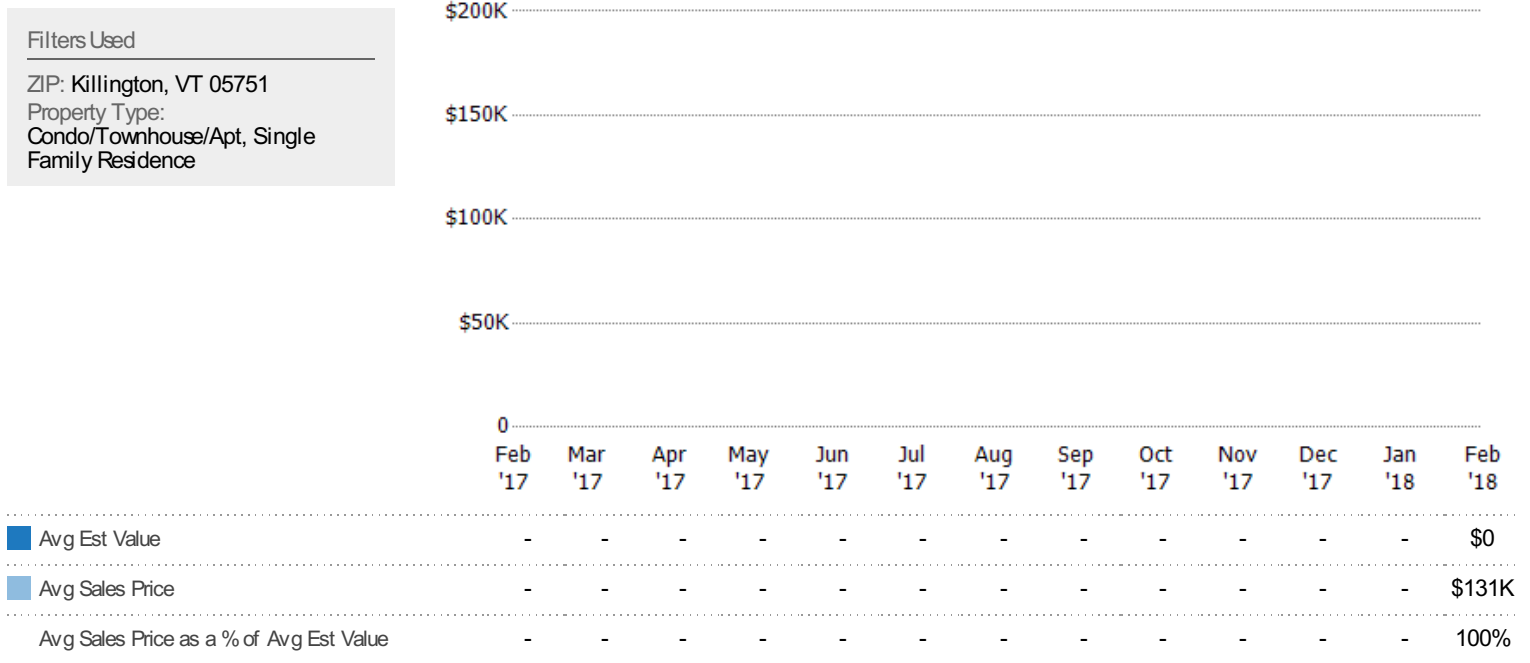 Filters Used
ZIP: Killington, VT 05751
Property Type:
Condo/Townhouse/Apt, Single
Family Residence
$200K
$150K
$100K
$50K
0
Feb Mar Apr May Jun Jul Aug Sep Oct Nov Dec Jan Feb
'17 '17 '17 '17 '17 '17 '17 '17 '17 '17 '17 '18 '18
Avg Est Value - - - - - - - - - - - - $0
Avg Sales Price - - - - - - - - - - - - $131K
Avg Sales Price as a % of Avg Est Value - - - - - - - - - - - - 100%